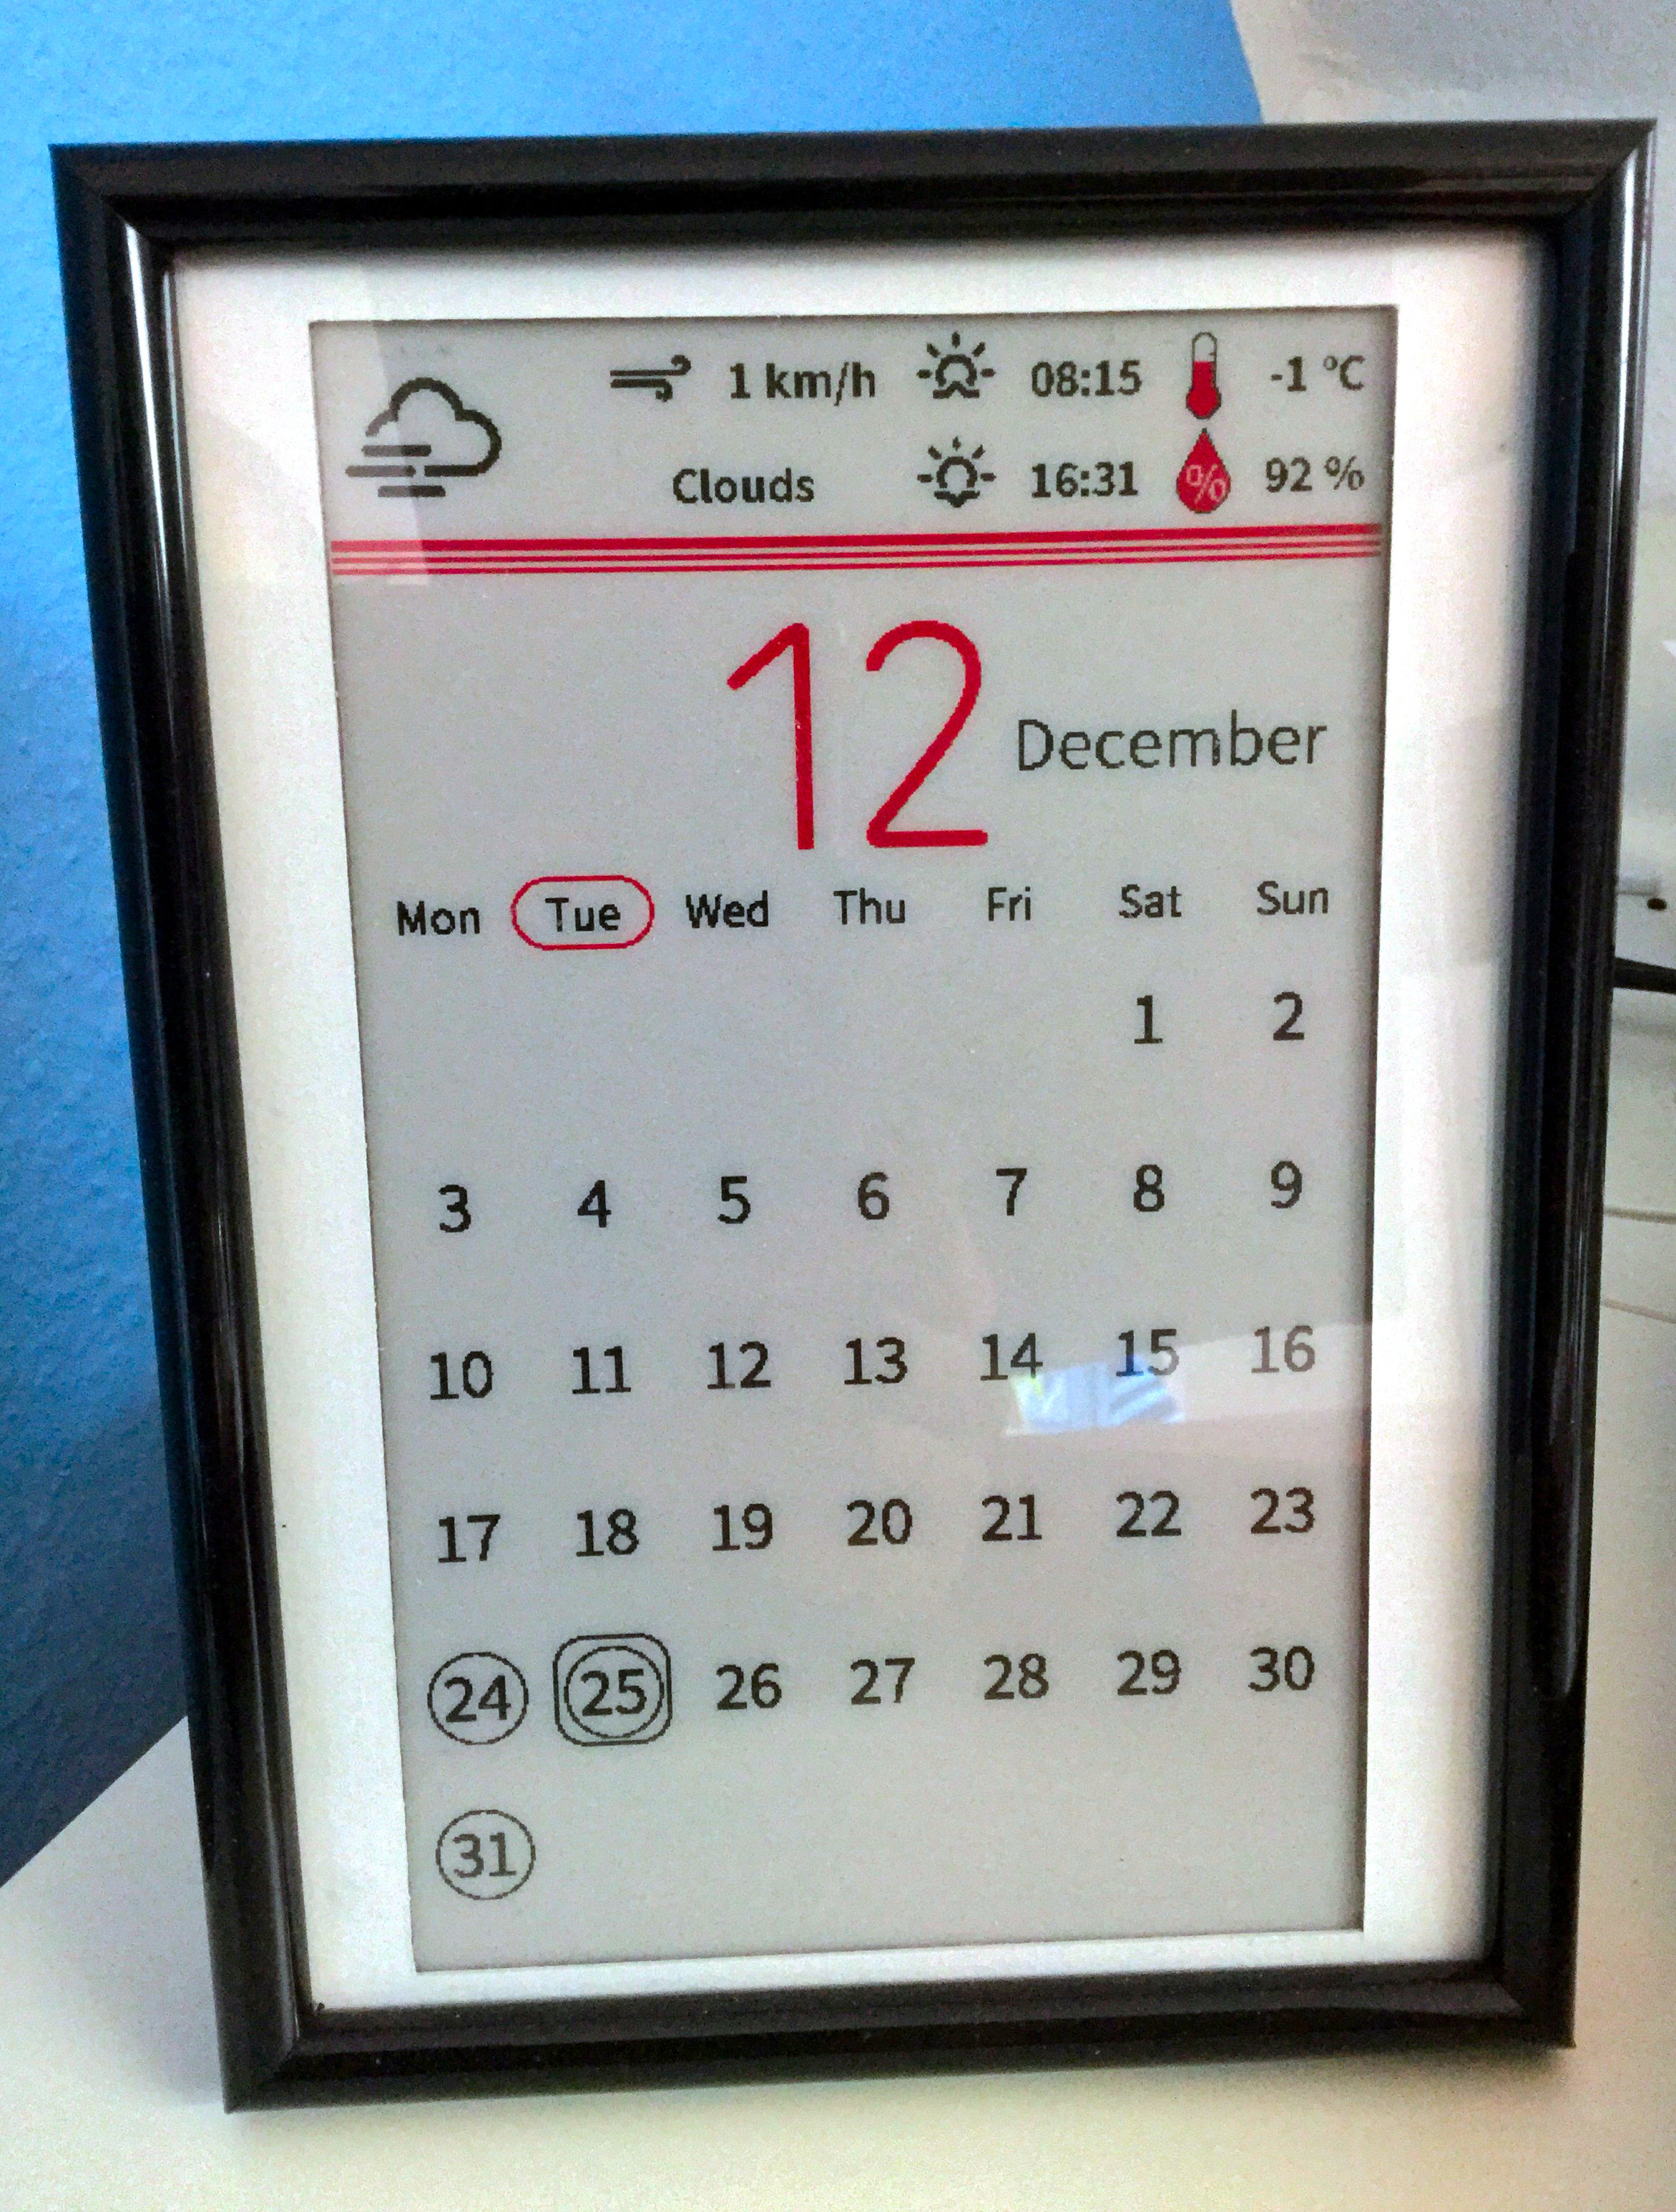 1 km/h 08:15 -1 °C
Clouds 16:31 % 92 %
12 December
Mon Tue Wed Thu Fri Sat Sun
1 2
3 4 5 6 7 8 9
10 11 12 13 14 15 16
17 18 19 20 21 22 23
24 25 26 27 28 29 30
31